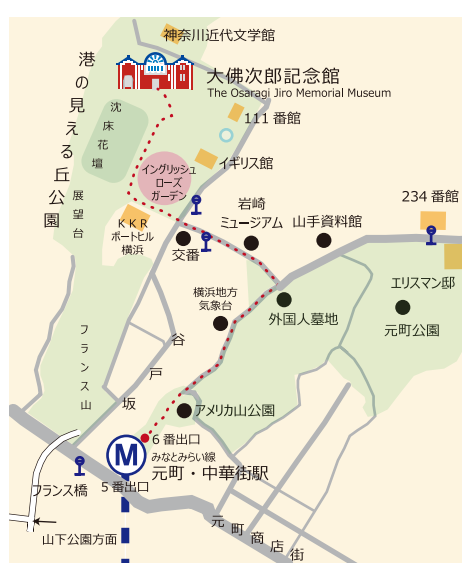 神奈川近代文学館
大佛次郎記念館
The Osaragi Jiro Memorial Museum
港の見える丘公園
沈床花壇
111番館
イギリス館
イングリッシュ
ローズ
ガーデン
展望台
KKR
ポートヒル
横浜
交番
岩崎
ミュージアム
山手資料館
234番館
エリスマン邸
元町公園
外国人墓地
横浜地方
気象台
フランス山
谷戸坂
アメリカ山公園
6番出口
みなとみらい線
元町・中華街駅
M
5番出口
フランス橋
山下公園方面
元町商店街